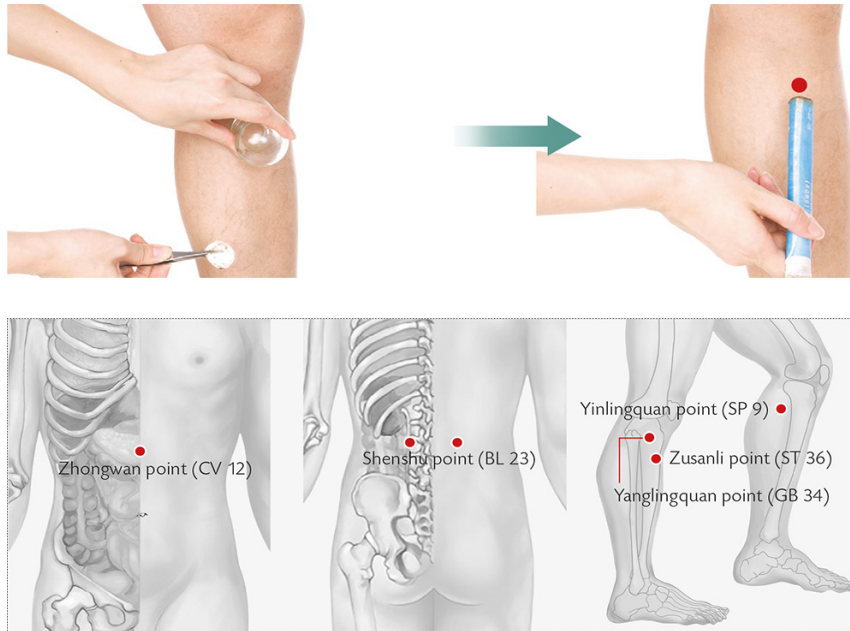 Zhongwan point (CV 12)
Shenshu point (BL 23)
Yinlingquan point (SP 9)
Zusanli point (ST 36)
Yanglingquan point (GB 34)